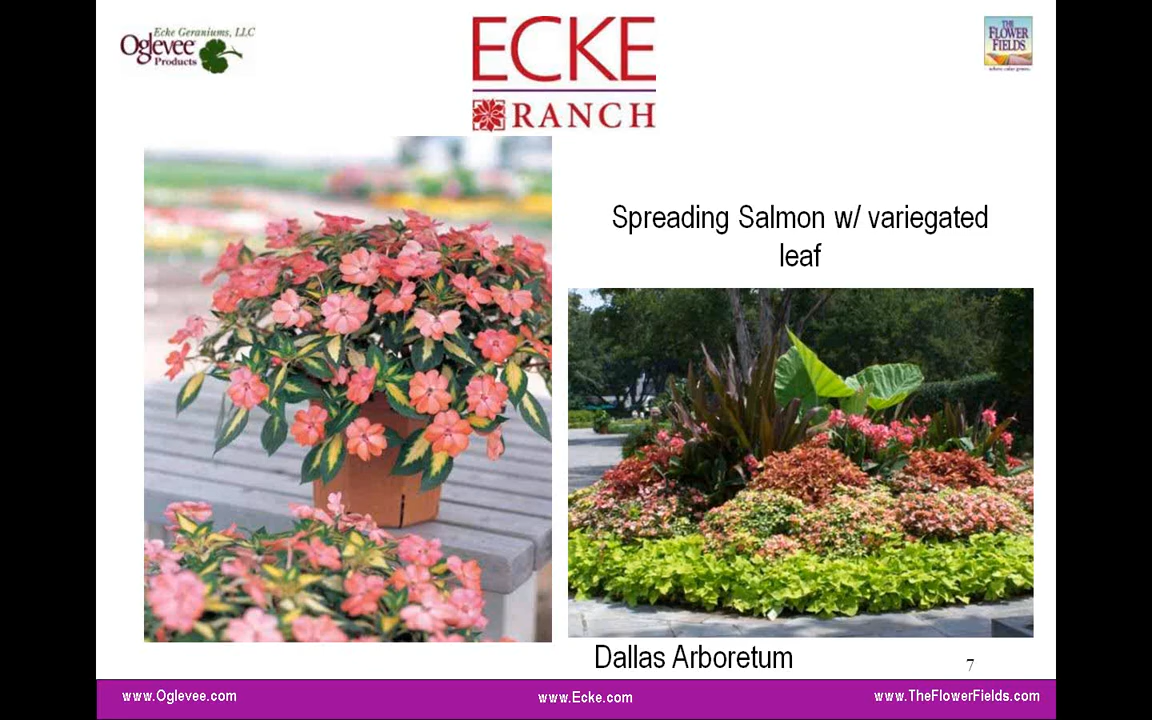 Ecke Geraniums, LLC
Oglevee
Products
ECKE
RANCH
THE
FLOWER
FIELDS
Spreading Salmon w/ variegated
leaf
Dallas Arboretum
7
www.Oglevee.com
www.Ecke.com
www.TheFlowerFields.com